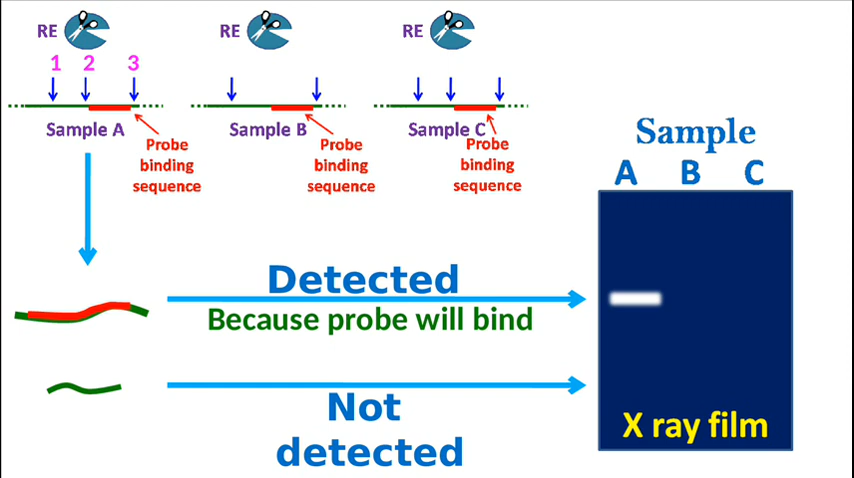 RE
RE
RE
1 2 3
Sample A
Sample B
Sample C
Probe
binding
sequence
Probe
binding
sequence
Probe
binding
sequence
Sample
A B C
Detected
Because probe will bind
Not
detected
X ray film